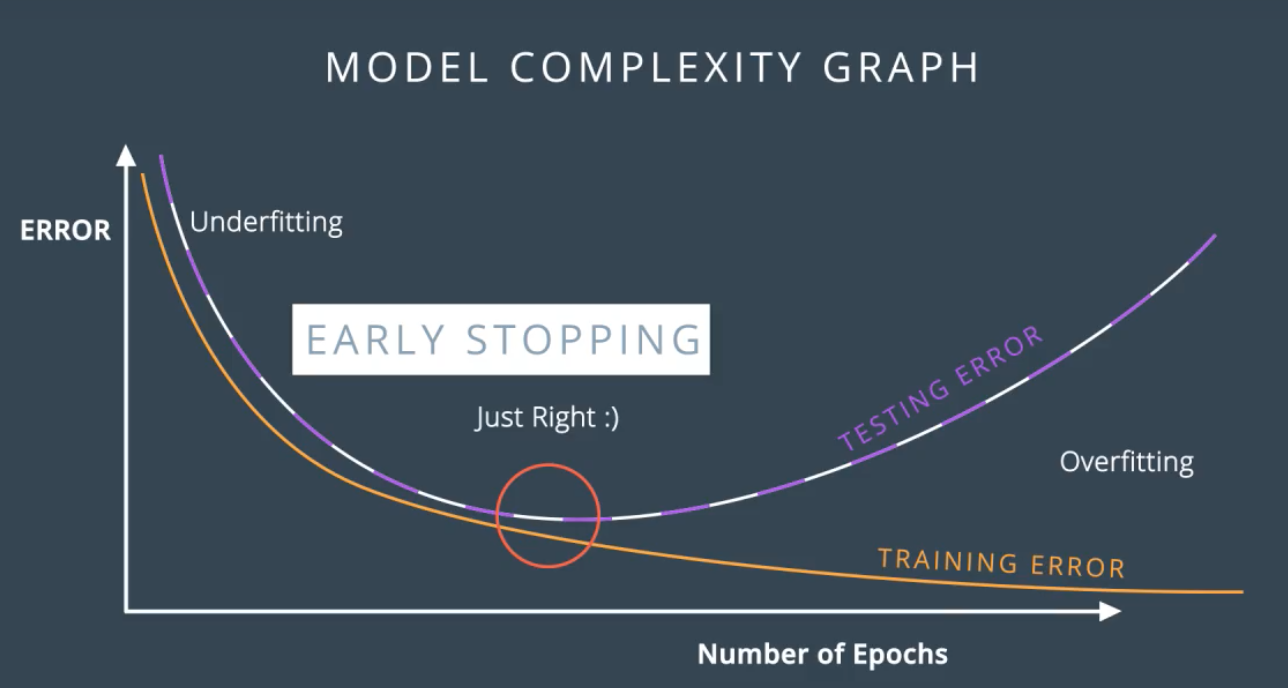 MODEL COMPLEXITY GRAPH
ERROR
Underfitting
EARLY STOPPING
Just Right :)
TESTING ERROR
Overfitting
TRAINING ERROR
Number of Epochs